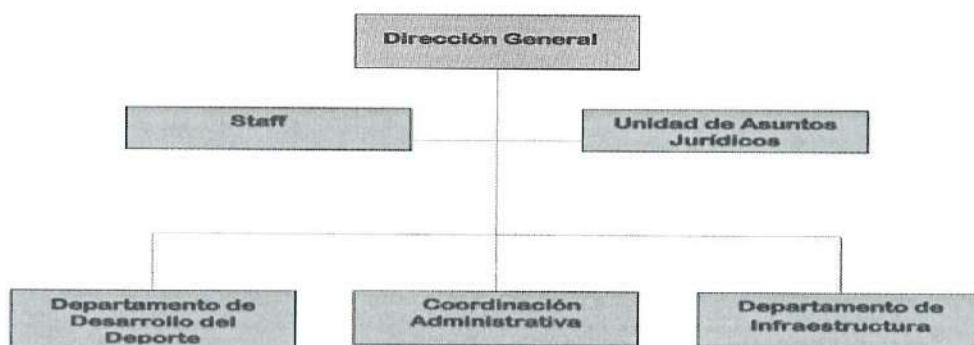 Dirección General
Staff
Unidad de Asuntos
Jurídicos
Departamento de
Desarrollo del
Deporte
Coordinación
Administrativa
Departamento de
Infraestructura